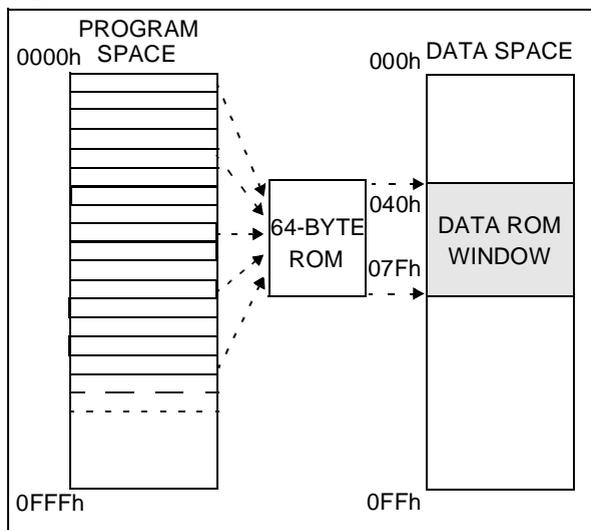 PROGRAM
SPACE
0000h
000h
DATA SPACE
64-BYTE
ROM
040h
07Fh
DATA ROM
WINDOW
0FFFh
0FFh